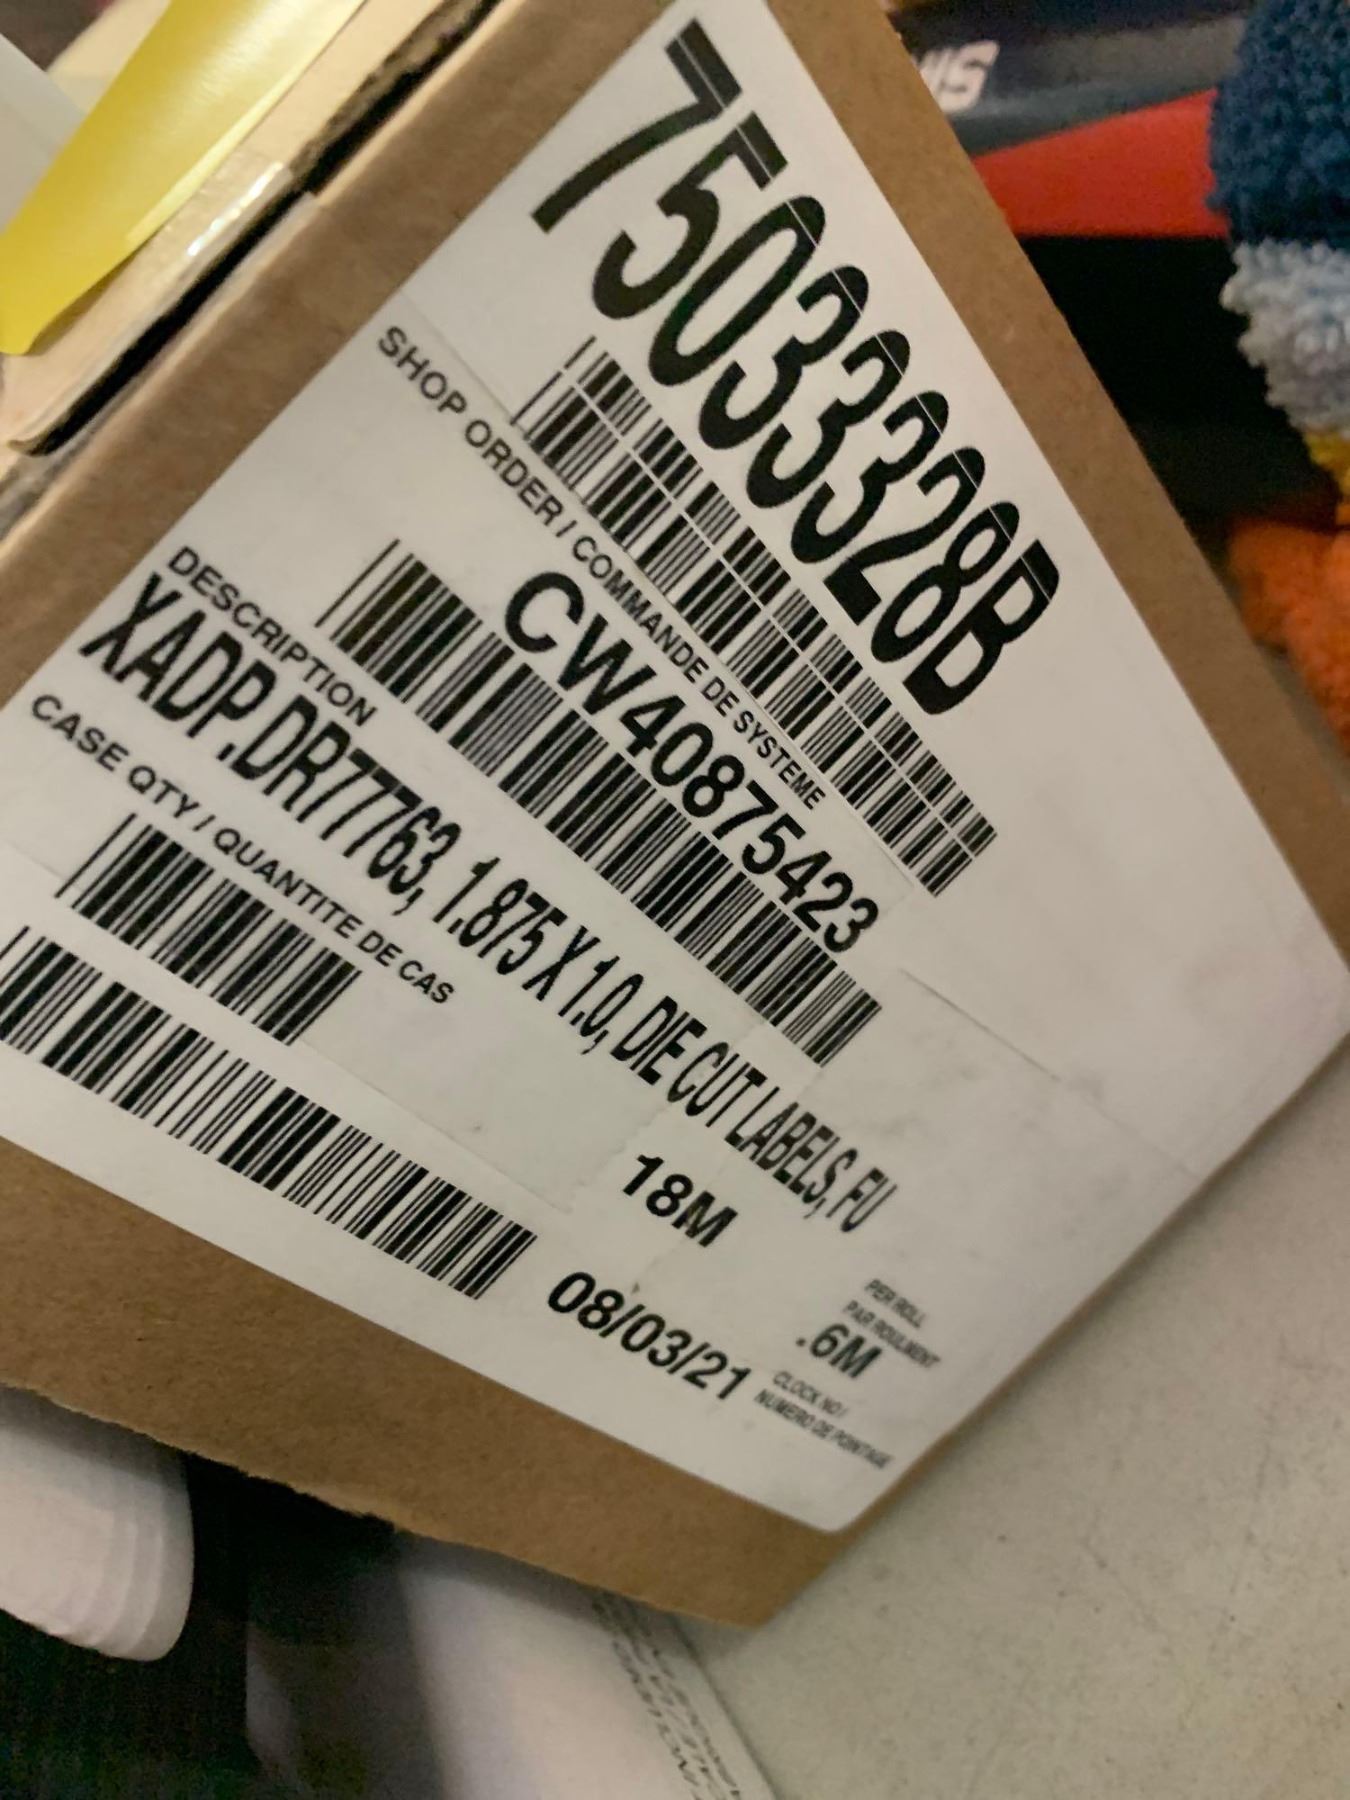 7503328B
SHOP ORDER / COMMANDE DE SYSTEME
CW40875423
DESCRIPTION
XADP.DR77763, 1.875 X 1.0, DIE CUT LABELS, FU
CASE QTY / QUANTITE DE CAS
18M
PER ROLL
PAR ROULMENT
.6M
08/03/21
CLOCK NO/
NUMERO DE POINTAGE